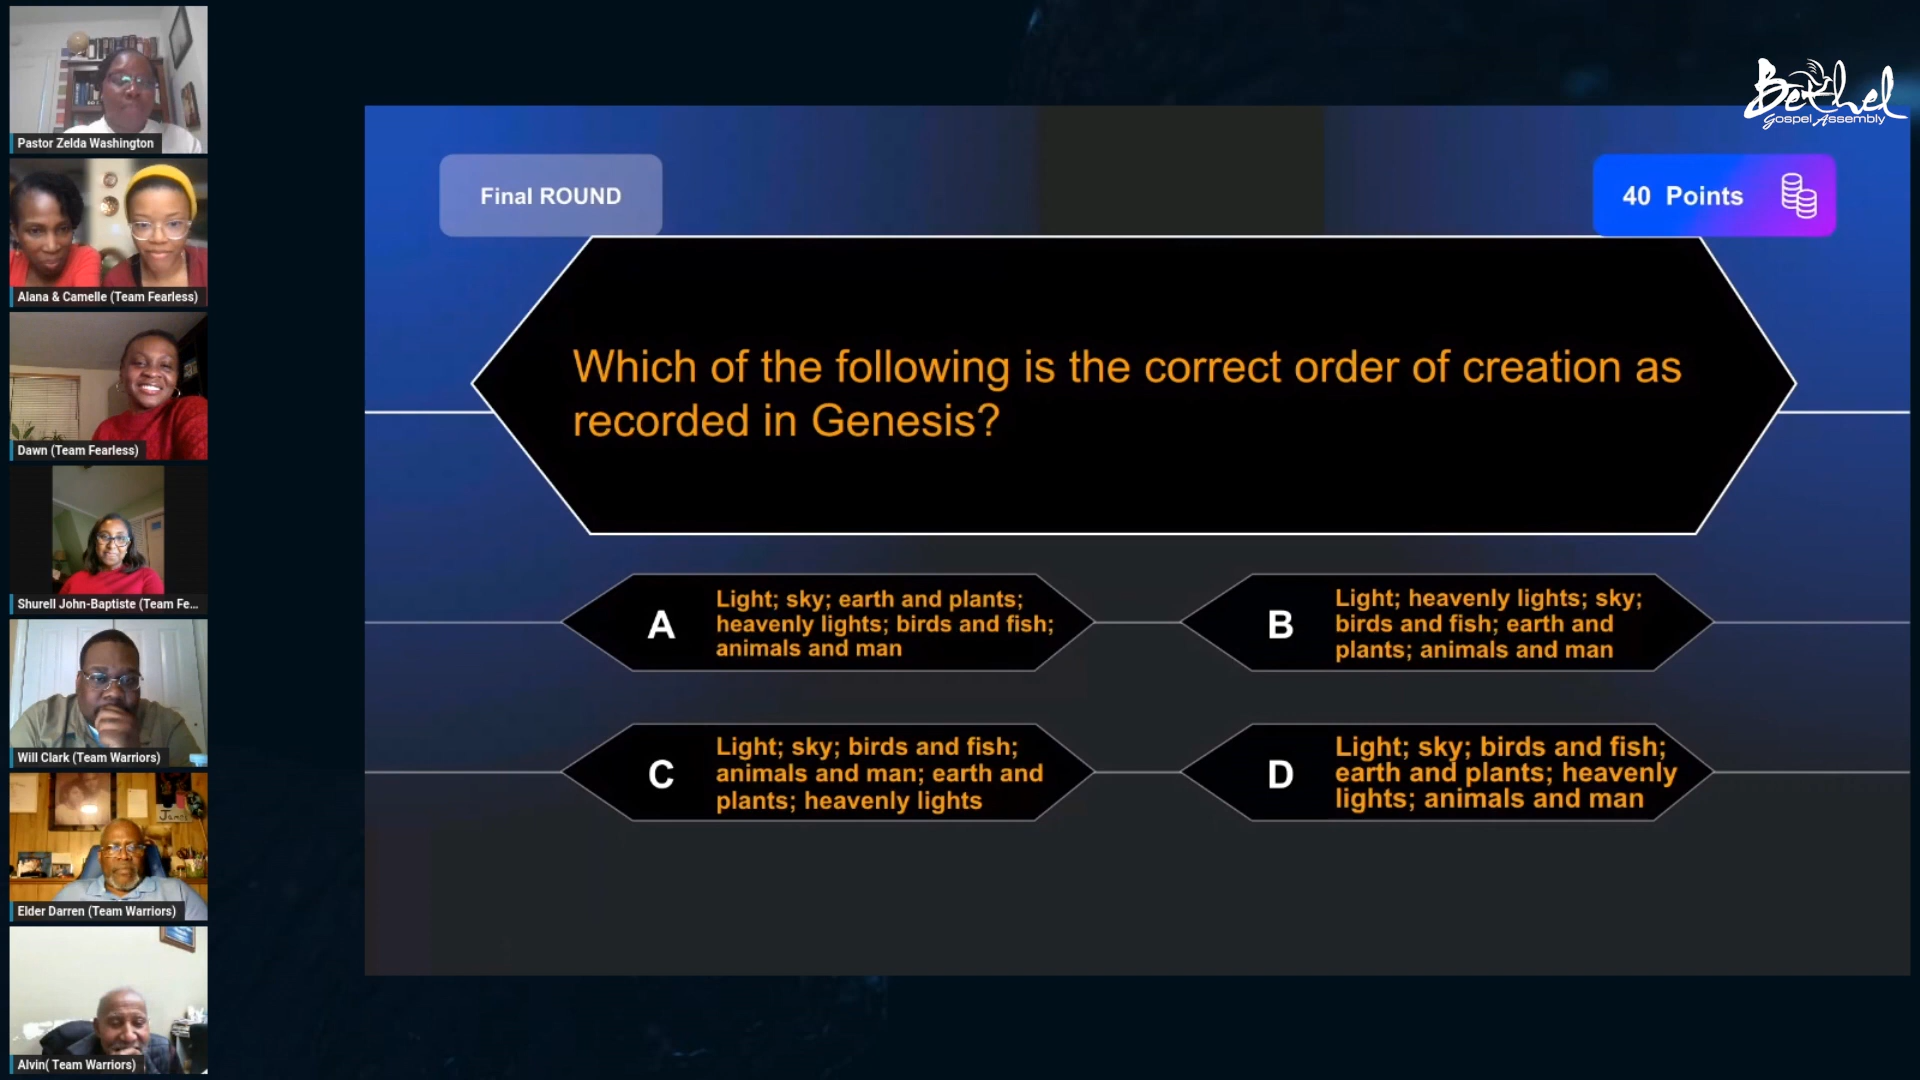 Pastor Zelda Washington
Alana & Camelle (Team Fearless)
Dawn (Team Fearless)
Shurell John-Baptiste (Team Fe...
Will Clark (Team Warriors)
Elder Darren (Team Warriors)
Alvin( Team Warriors)
Bethel
Gospel Assembly
Final ROUND
40 Points
Which of the following is the correct order of creation as
recorded in Genesis?
A
Light; sky; earth and plants;
heavenly lights; birds and fish;
animals and man
B
Light; heavenly lights; sky;
birds and fish; earth and
plants; animals and man
C
Light; sky; birds and fish;
animals and man; earth and
plants; heavenly lights
D
Light; sky; birds and fish;
earth and plants; heavenly
lights; animals and man